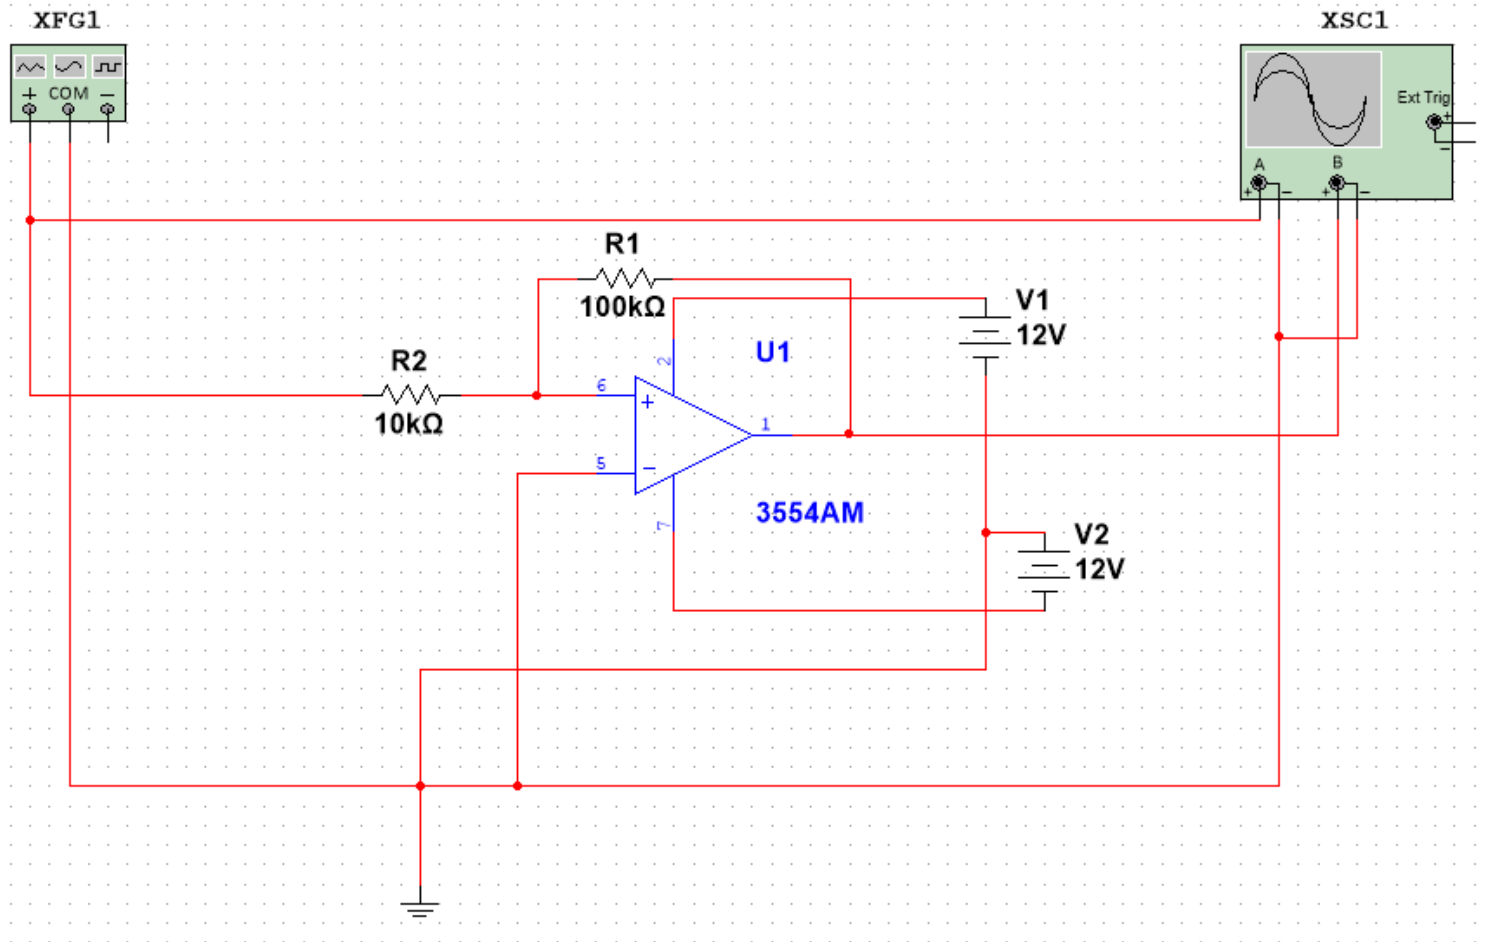 XFG1
XSC1
+ COM −
Ext Trig
+
−
A
B
+ − + −
R1
100kΩ
V1
12V
U1
2
R2
10kΩ
6
+
1
5
−
7
3554AM
V2
12V